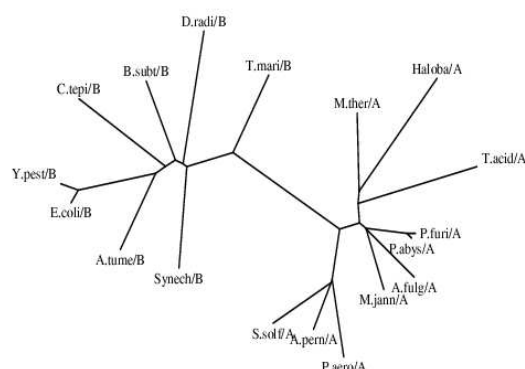 D.radi/B
B.subt/B
T.mari/B
C.tepi/B
Haloba/A
M.ther/A
T.acid/A
Y.pest/B
E.coli/B
P.furi/A
P.abys/A
A.tume/B
Synech/B
A.fulg/A
M.jann/A
S.solf/A
A.pern/A
P.aero/A